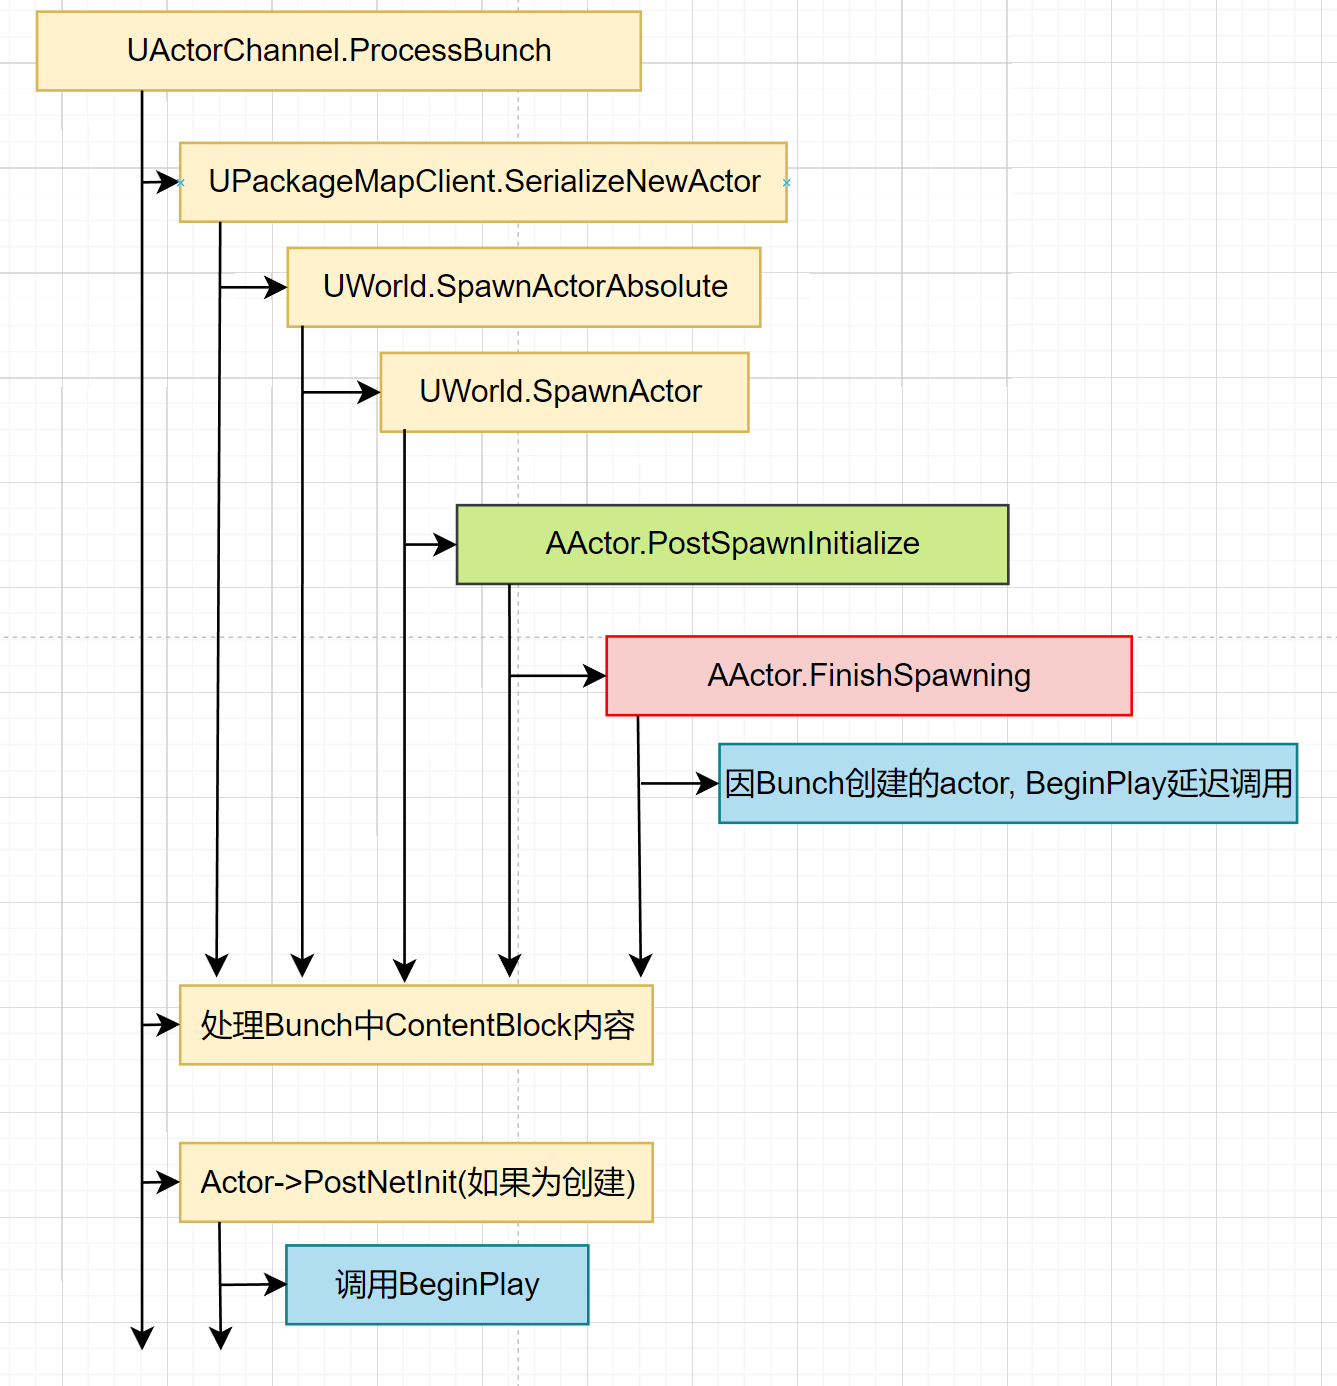 UActorChannel.ProcessBunch
UPackageMapClient.SerializeNewActor
UWorld.SpawnActorAbsolute
UWorld.SpawnActor
AActor.PostSpawnInitialize
AActor.FinishSpawning
因Bunch创建的actor, BeginPlay延迟调用
处理Bunch中ContentBlock内容
Actor->PostNetInit(如果为创建)
调用BeginPlay